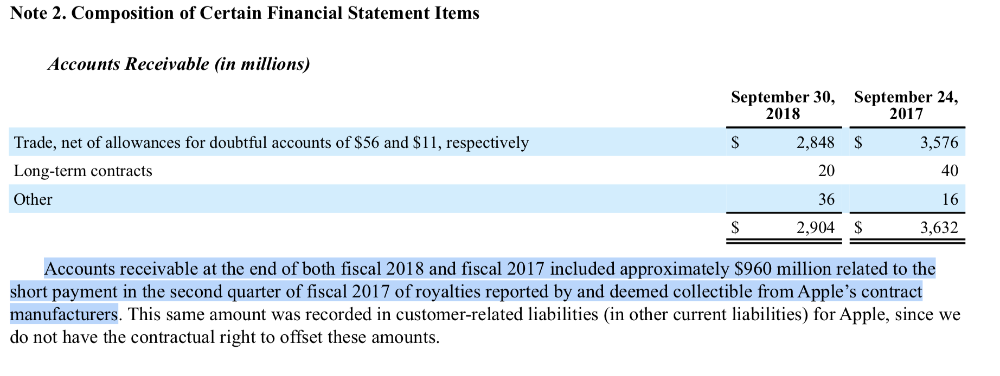 Note 2. Composition of Certain Financial Statement Items
Accounts Receivable (in millions)
September 30, 2018 September 24, 2017
Trade, net of allowances for doubtful accounts of $56 and $11, respectively $ 2,848 $ 3,576
Long-term contracts 20 40
Other 36 16
$ 2,904 $ 3,632
Accounts receivable at the end of both fiscal 2018 and fiscal 2017 included approximately $960 million related to the
short payment in the second quarter of fiscal 2017 of royalties reported by and deemed collectible from Apple’s contract
manufacturers. This same amount was recorded in customer-related liabilities (in other current liabilities) for Apple, since we
do not have the contractual right to offset these amounts.